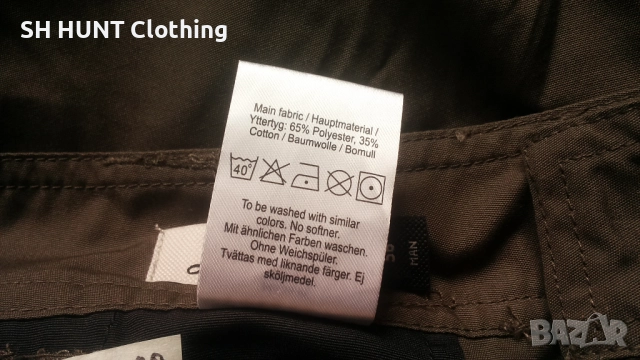 SH HUNT Clothing
Main fabric / Hauptmaterial /
Yttertyg: 65% Polyester, 35%
Cotton / Baumwolle / Bomull
40°
To be washed with similar
colors. No softner.
Mit ähnlichen Farben waschen.
Ohne Weichspüler.
Tvättas med liknande färger. Ej
sköljmedel.
MAN
BAZAR